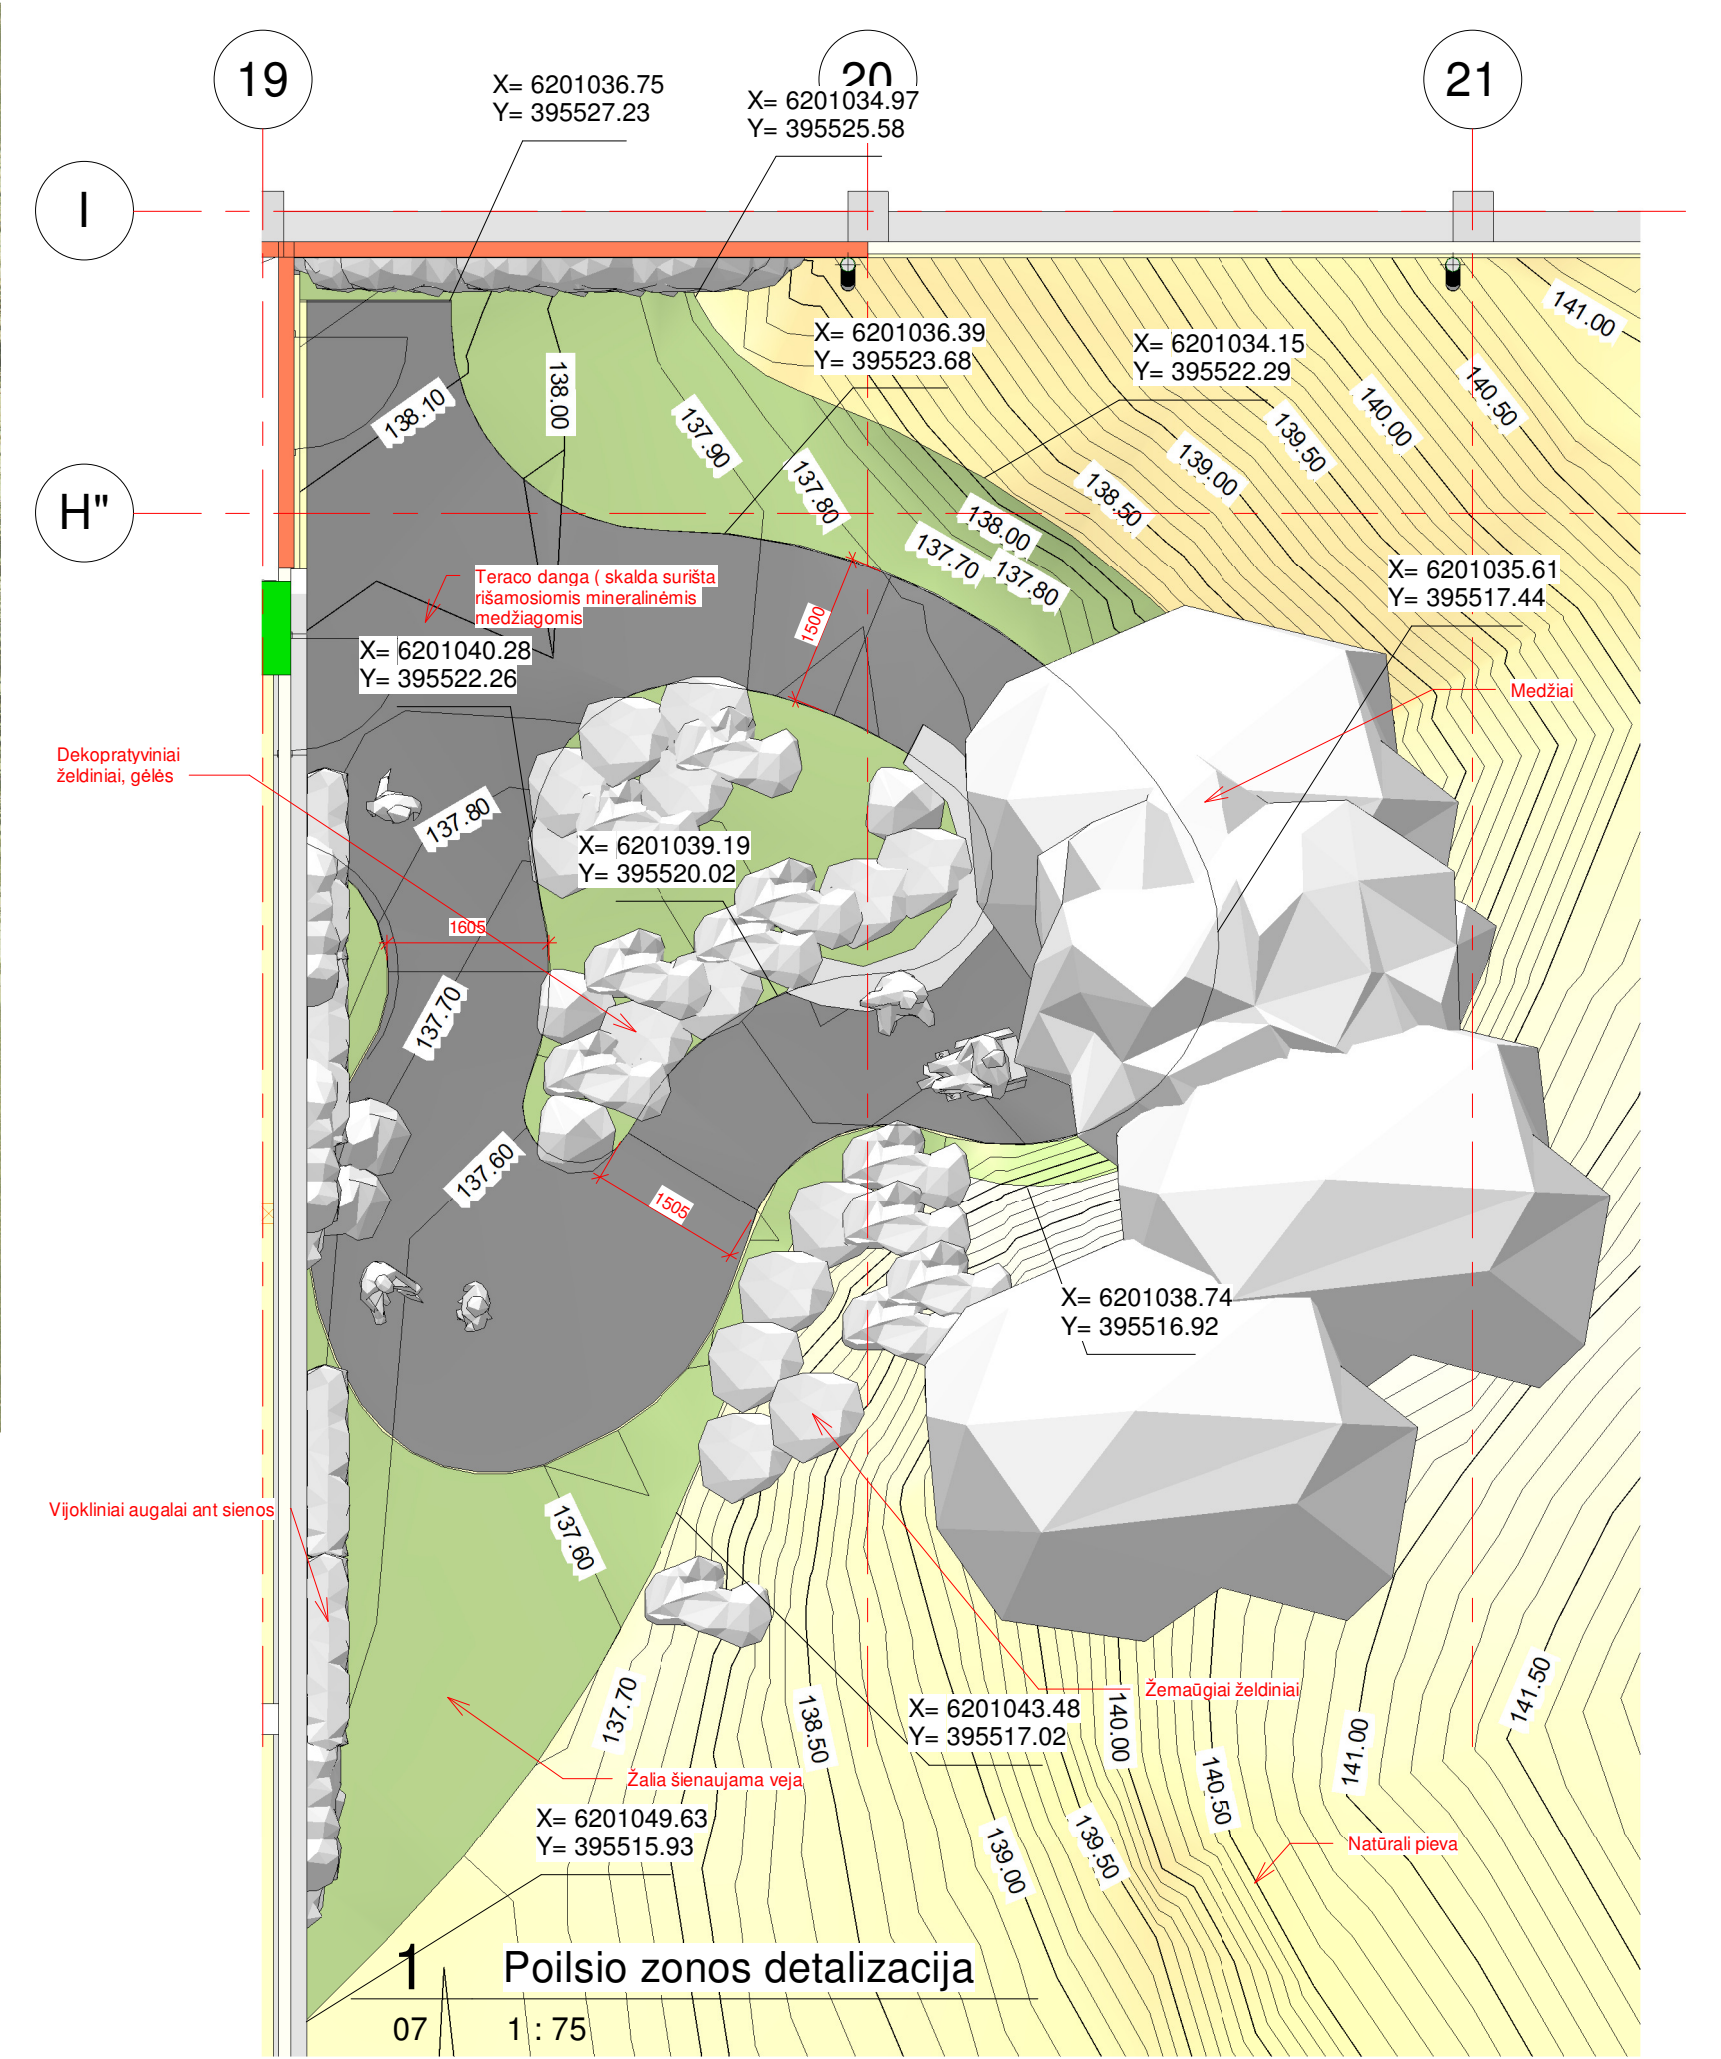 19
20
21
X= 6201036.75
Y= 395527.23
X= 6201034.97
Y= 395525.58
I
141.00
X= 6201036.39
Y= 395523.68
X= 6201034.15
Y= 395522.29
138.10
138.00
137.90
140.50
140.00
139.50
139.00
138.50
137.80
H"
138.00
137.70
137.80
X= 6201035.61
Y= 395517.44
Teraco danga ( skalda surišta
rišamosiomis mineralinėmis
medžiagomis
1500
X= 6201040.28
Y= 395522.26
Medžiai
Dekopratyviniai
želdiniai, gėlės
137.80
X= 6201039.19
Y= 395520.02
1605
137.70
137.60
1505
X= 6201038.74
Y= 395516.92
Vijokliniai augalai ant sienos
137.60
137.70
138.50
Žemaūgiai želdiniai
X= 6201043.48
Y= 395517.02
140.00
141.50
141.00
140.50
Žalia šienaujama veja
X= 6201049.63
Y= 395515.93
139.00
139.50
Natūrali pieva
1
Poilsio zonos detalizacija
07
1 : 75